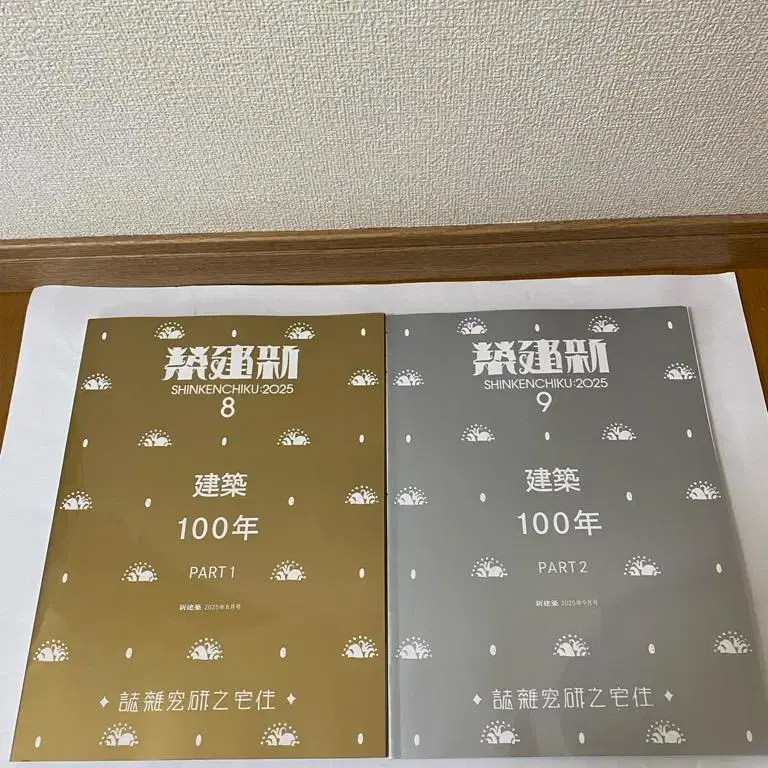 新建築
SHINKENCHIKU:2025
8
建築
100年
PART 1
新建築 2025年8月号
住宅之研究雜誌
新建築
SHINKENCHIKU:2025
9
建築
100年
PART 2
新建築 2025年9月号
住宅之研究雜誌